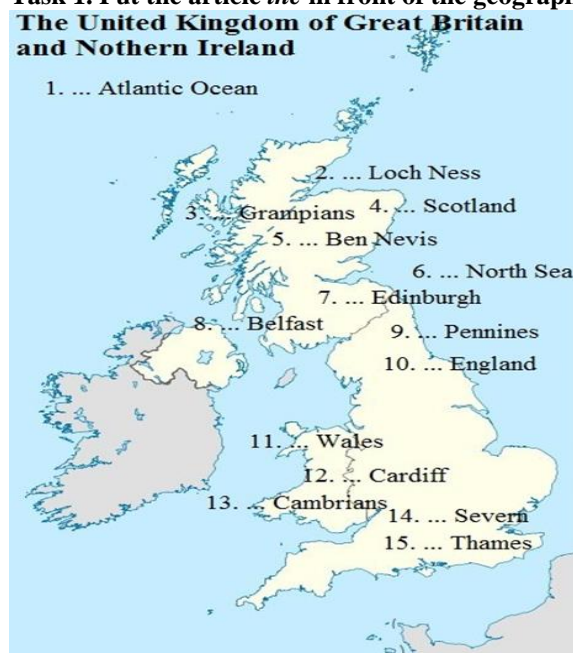 Task 1. Put the article the in front of the geograph
The United Kingdom of Great Britain
and Nothern Ireland
1. ... Atlantic Ocean
2. ... Loch Ness
3. ... Grampians
4. ... Scotland
5. ... Ben Nevis
6. ... North Sea
7. ... Edinburgh
8. ... Belfast
9. ... Pennines
10. ... England
11. ... Wales
12. ... Cardiff
13. ... Cambrians
14. ... Severn
15. ... Thames